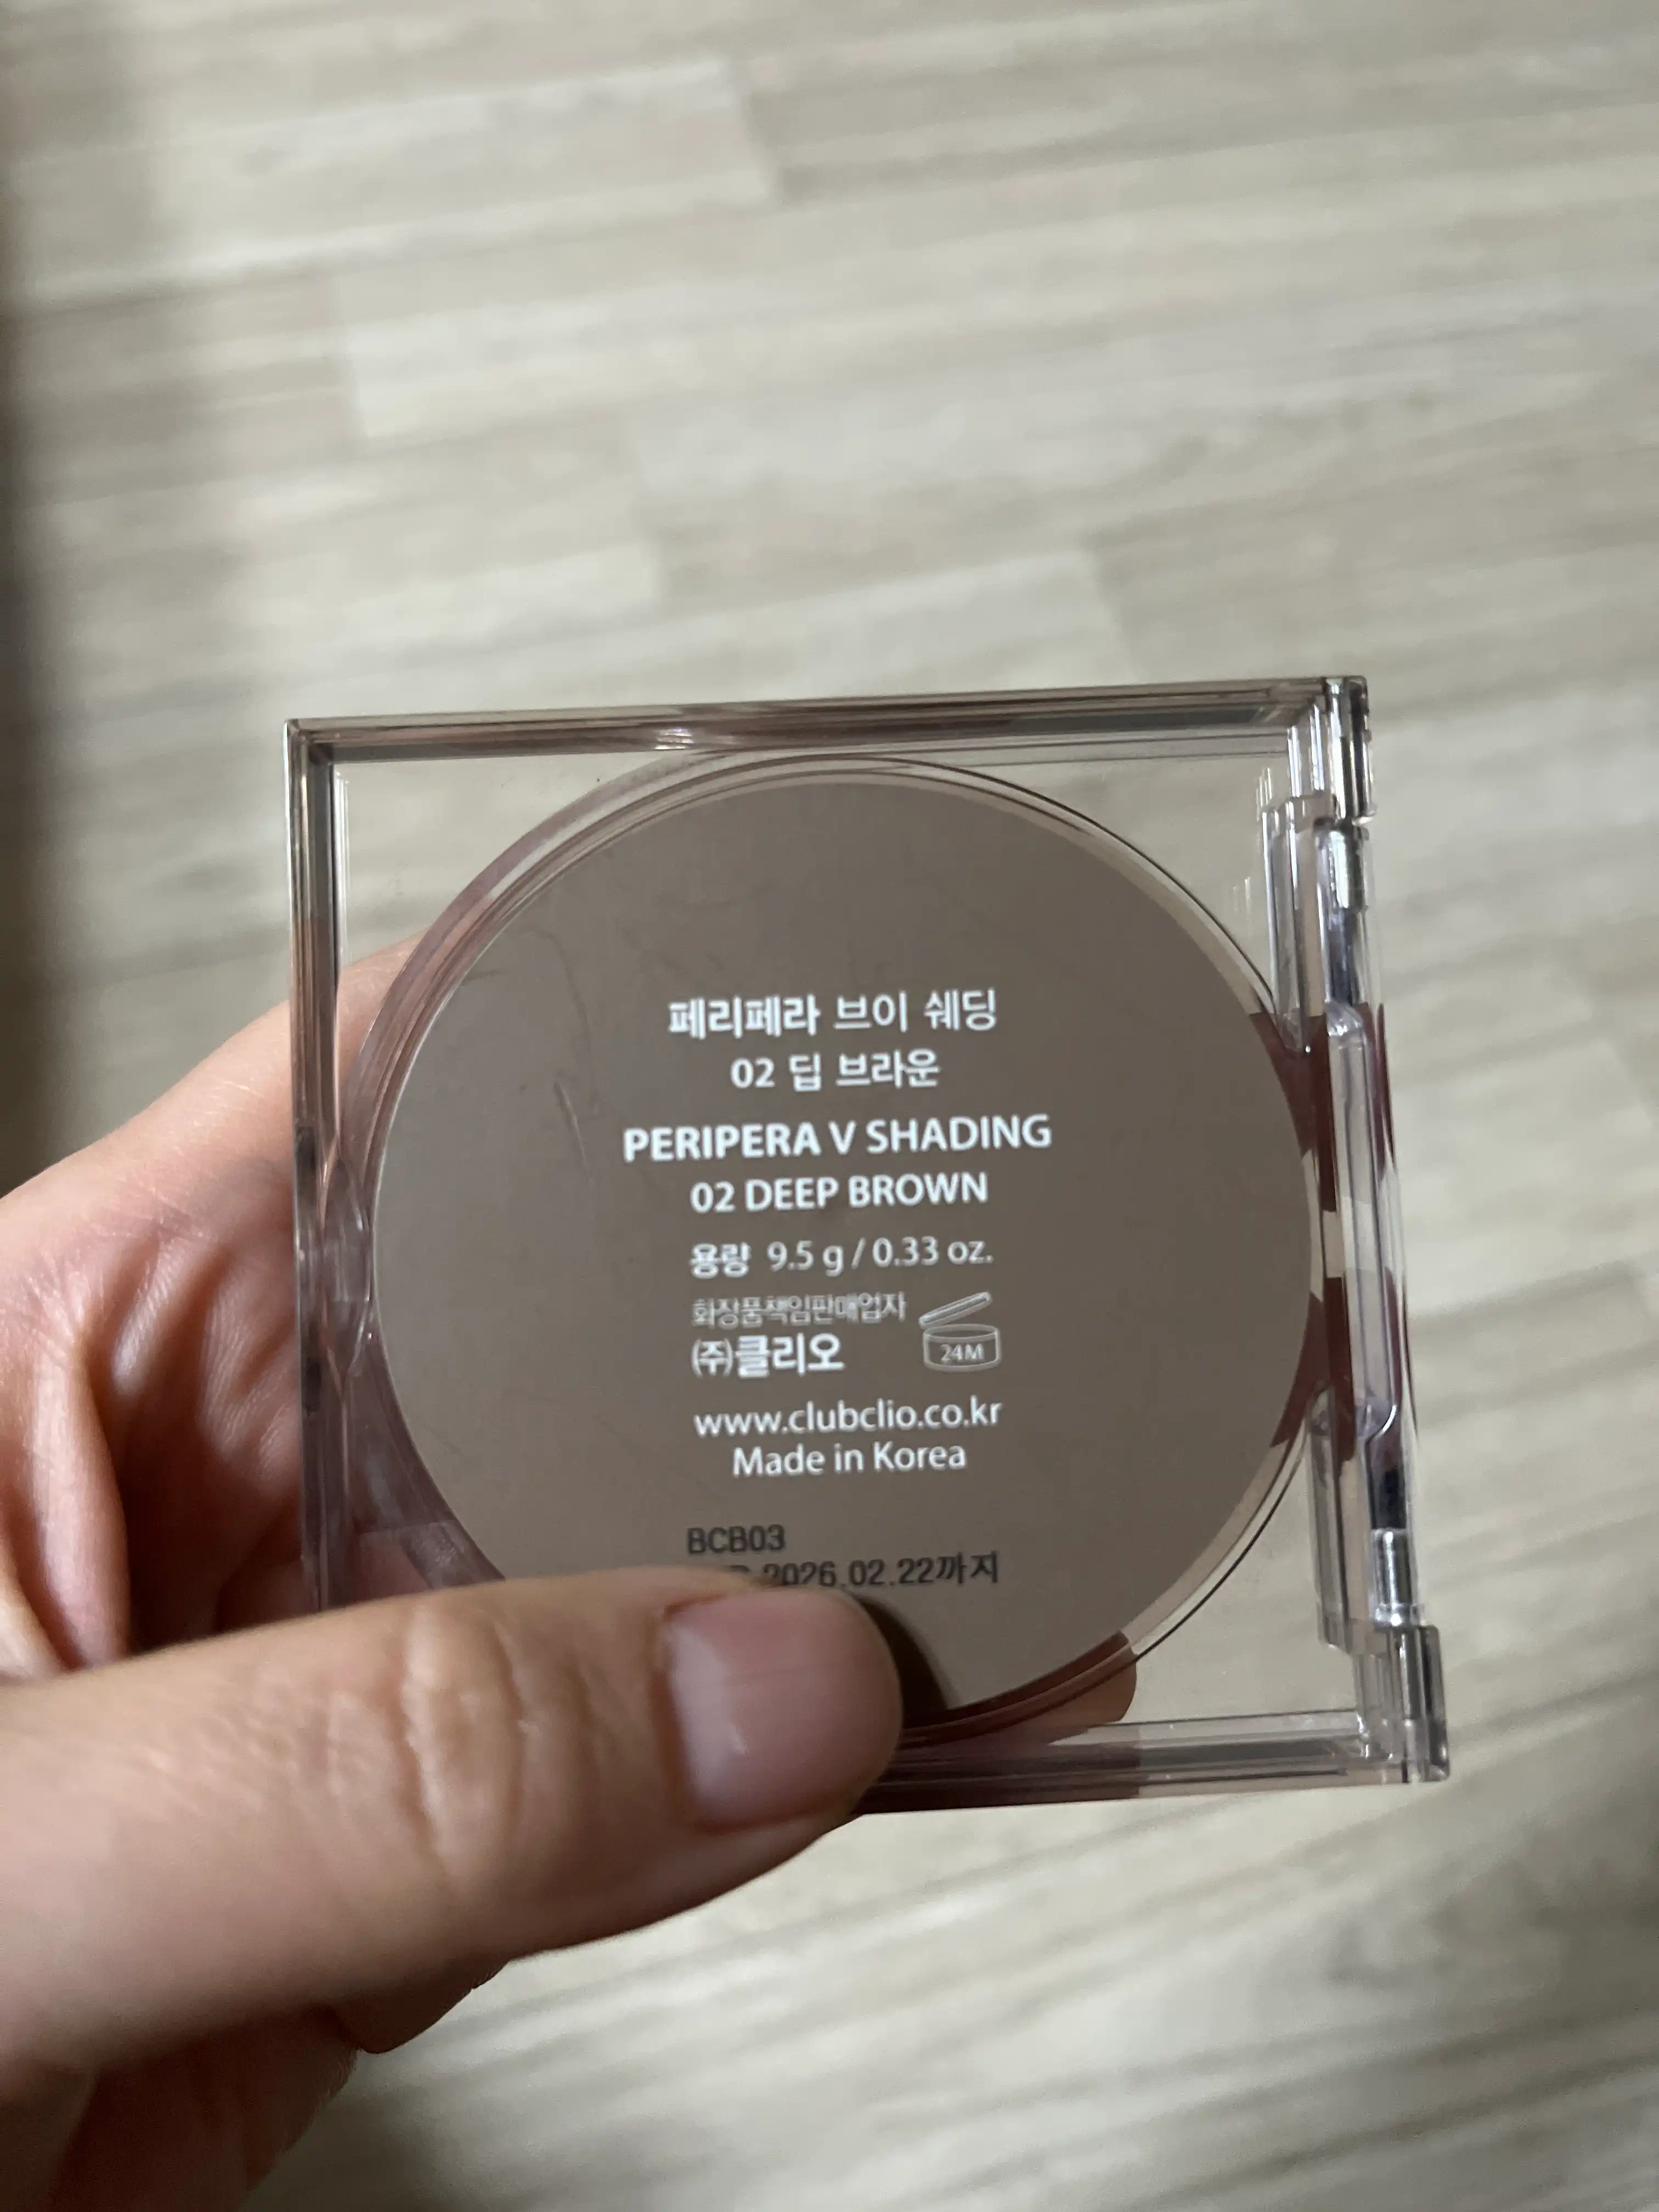 페리페라 브이 쉐딩
02 딥 브라운
PERIPERA V SHADING
02 DEEP BROWN
용량 9.5 g / 0.33 oz.
화장품책임판매업자
(주)클리오
24M
www.clubclio.co.kr
Made in Korea
BCB03
2026.02.22까지